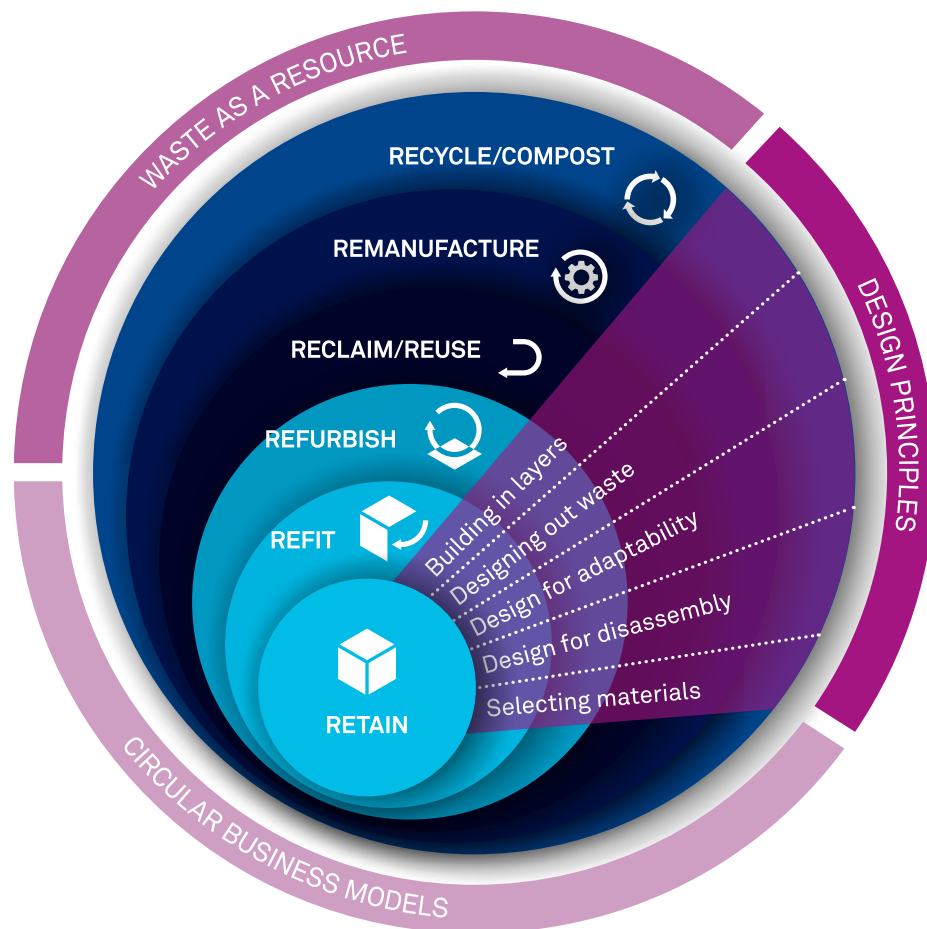 WASTE AS A RESOURCE
RECYCLE/COMPOST
REMANUFACTURE
RECLAIM/REUSE
REFURBISH
REFIT
RETAIN
Building in layers
Designing out waste
Design for adaptability
Design for disassembly
Selecting materials
DESIGN PRINCIPLES
CIRCULAR BUSINESS MODELS